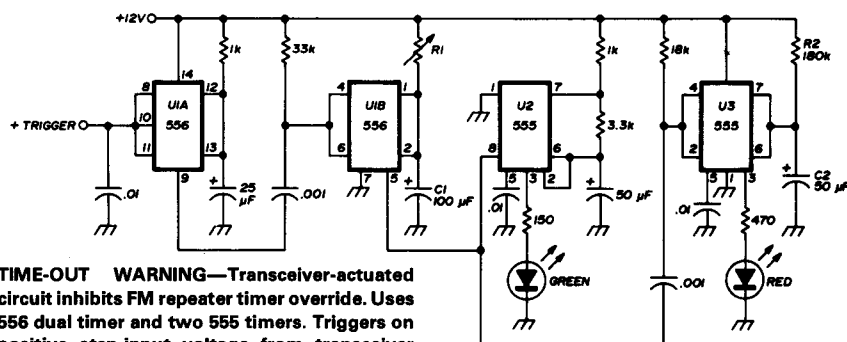 +12V
1k
33k
R1
1k
18k
R2
180k
14
8
12
4
1
1
7
4
7
U1A
556
U1B
556
U2
555
U3
555
+ TRIGGER
10
3.3k
11
13
6
2
8
6
2
6
9
7
5
5
3
2
5
1
3
.01
+
25
µF
.001
+
C1
100 µF
.01
+
50 µF
.01
+
C2
50 µF
150
470
GREEN
.001
RED
TIME-OUT WARNING—Transceiver-actuated
circuit inhibits FM repeater timer override. Uses
556 dual timer and two 555 timers. Triggers on
positive step-input voltage from transceiver